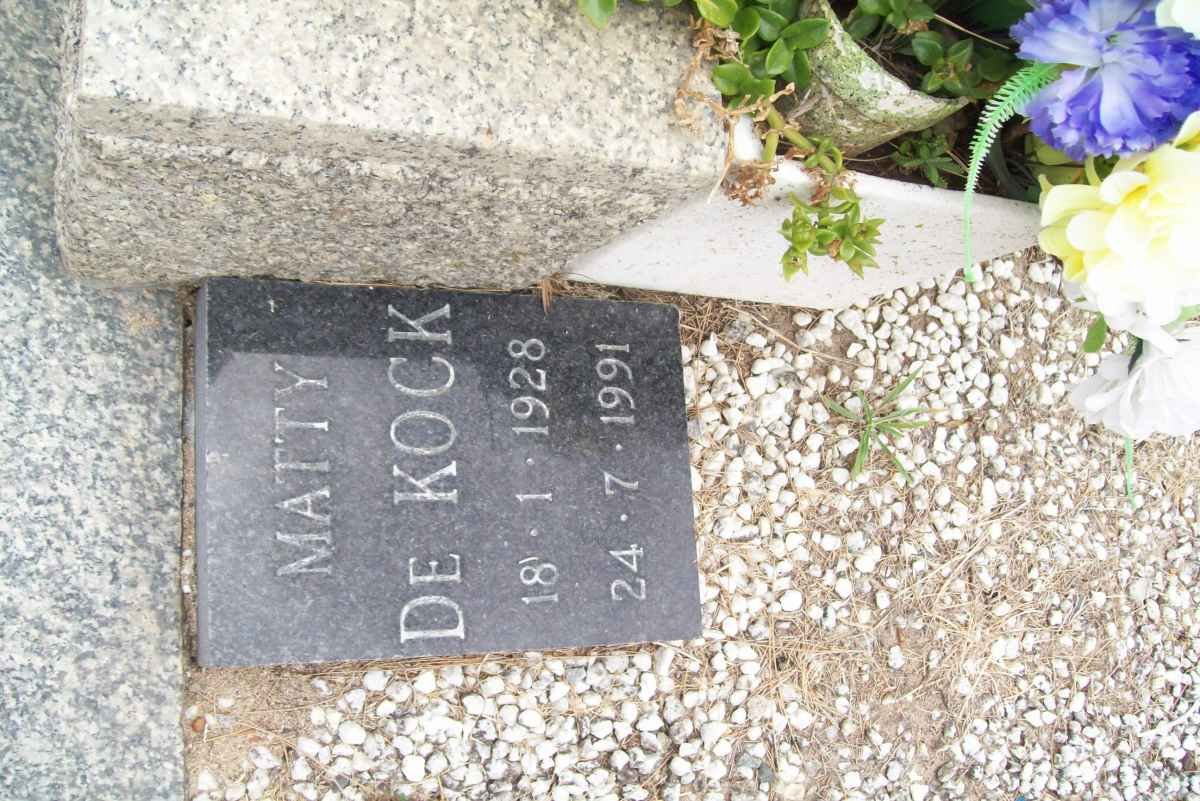 MATTY
DE KOCK
18 · 1 · 1928
24 · 7 · 1991